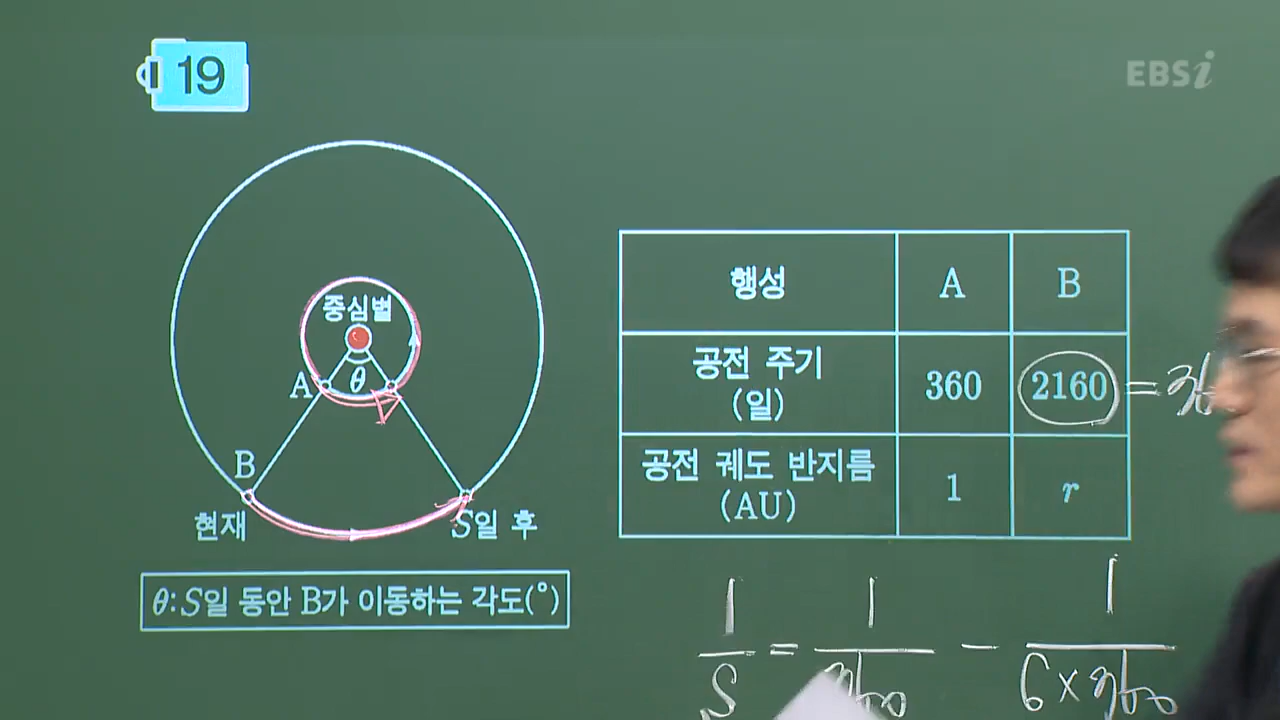 19
EBSi
중심별
A
θ
B
현재
S일 후
θ:S일 동안 B가 이동하는 각도(°)
행성 A B
공전 주기 (일) 360 2160 = 36
공전 궤도 반지름 (AU) 1 r
1/S = 1/360 - 1/6×360